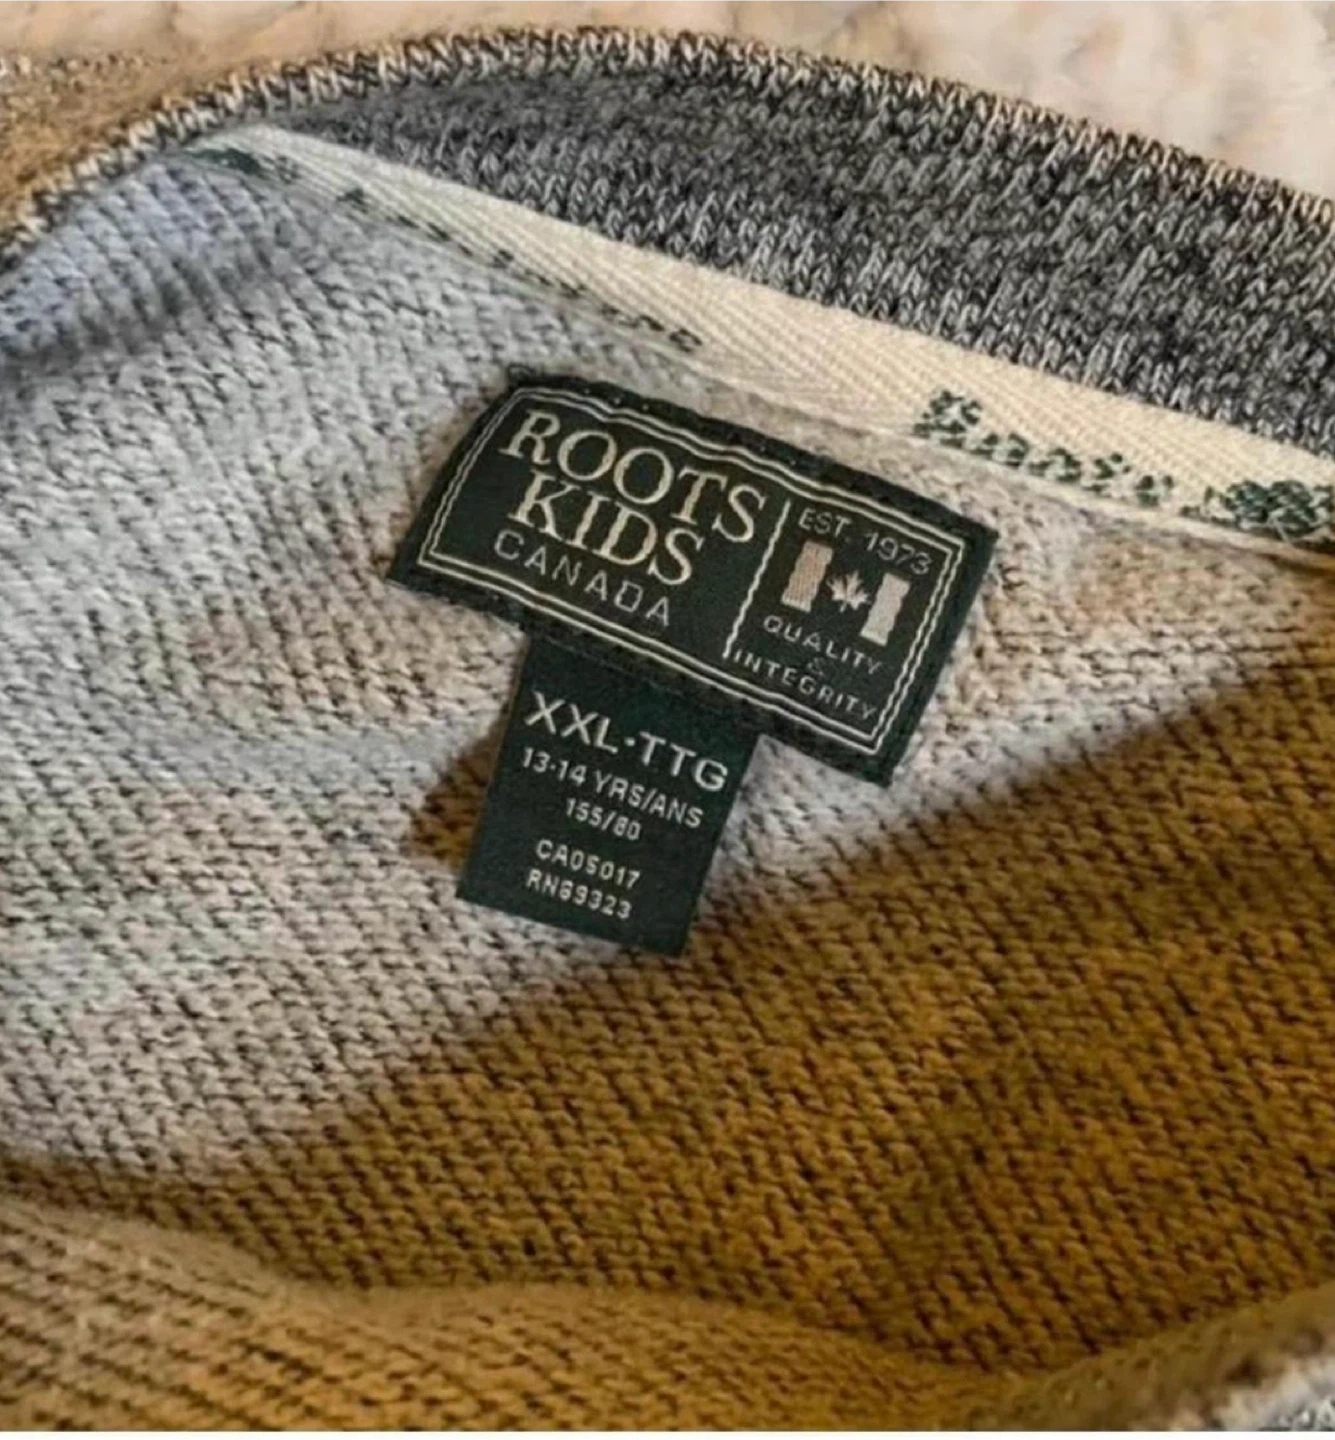 ROOTS
KIDS
CANADA
EST. 1973
QUALITY
&
INTEGRITY
XXL·TTG
13-14 YRS/ANS
155/80
CA05017
RN69323